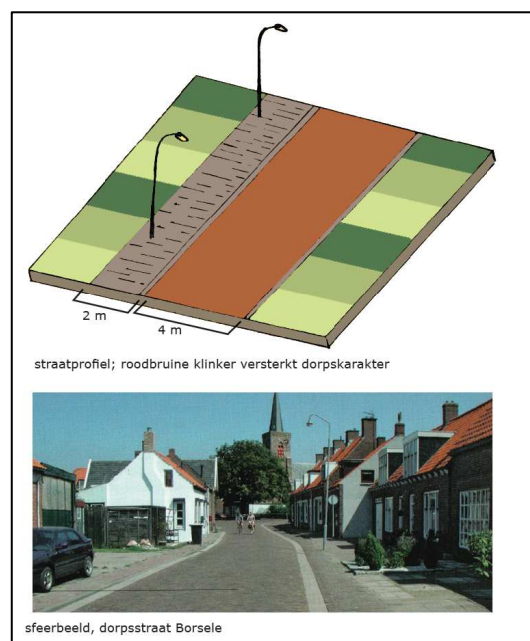 2 m
4 m
straatprofiel; roodbruine klinker versterkt dorpskarakter
sfeerbeeld, dorpsstraat Borsele